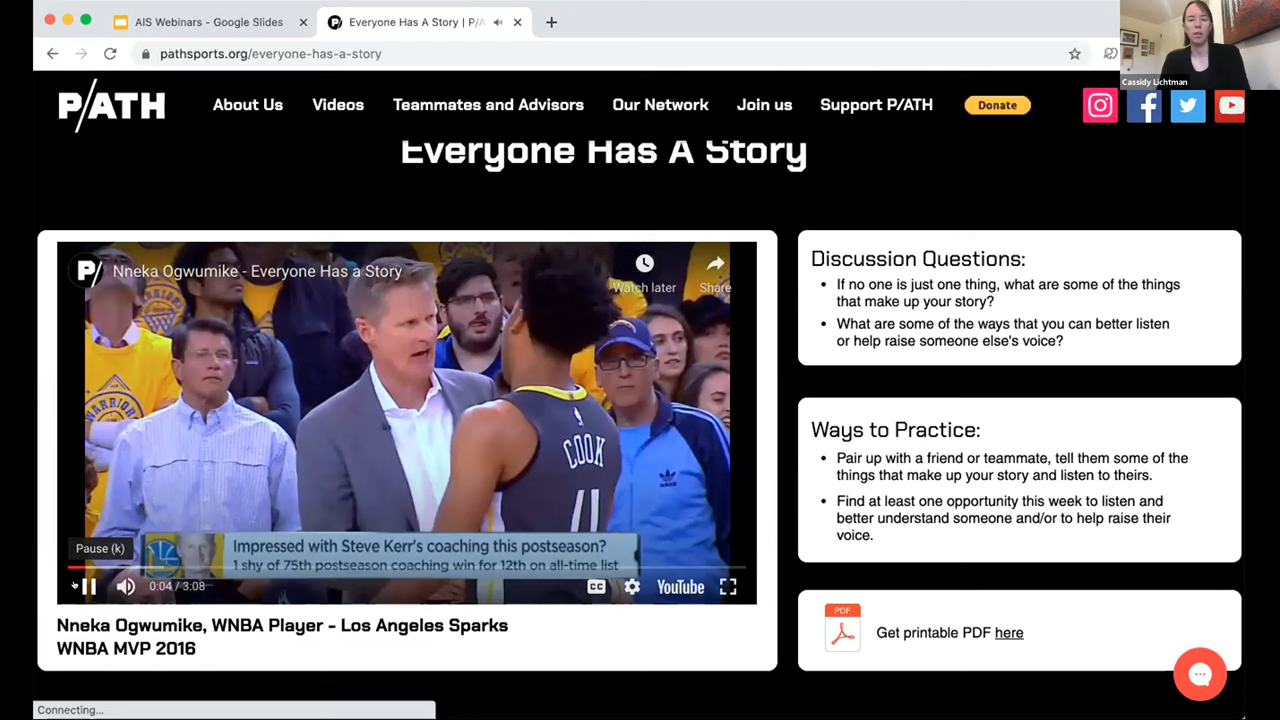 AIS Webinars - Google Slides
Everyone Has A Story | P/A
pathsports.org/everyone-has-a-story
Cassidy Lichtman
P/ATH
About Us
Videos
Teammates and Advisors
Our Network
Join us
Support P/ATH
Donate
Everyone Has A Story
P/
Nneka Ogwumike - Everyone Has a Story
Watch later
Share
WARRIORS
COOK
Impressed with Steve Kerr's coaching this postseason?
1 shy of 75th postseason coaching win for 12th on all-time list
Pause (k)
0:04 / 3:08
CC
YouTube
Nneka Ogwumike, WNBA Player - Los Angeles Sparks
WNBA MVP 2016
Discussion Questions:
• If no one is just one thing, what are some of the things
that make up your story?
• What are some of the ways that you can better listen
or help raise someone else's voice?
Ways to Practice:
• Pair up with a friend or teammate, tell them some of the
things that make up your story and listen to theirs.
• Find at least one opportunity this week to listen and
better understand someone and/or to help raise their
voice.
PDF
Get printable PDF here
Connecting...